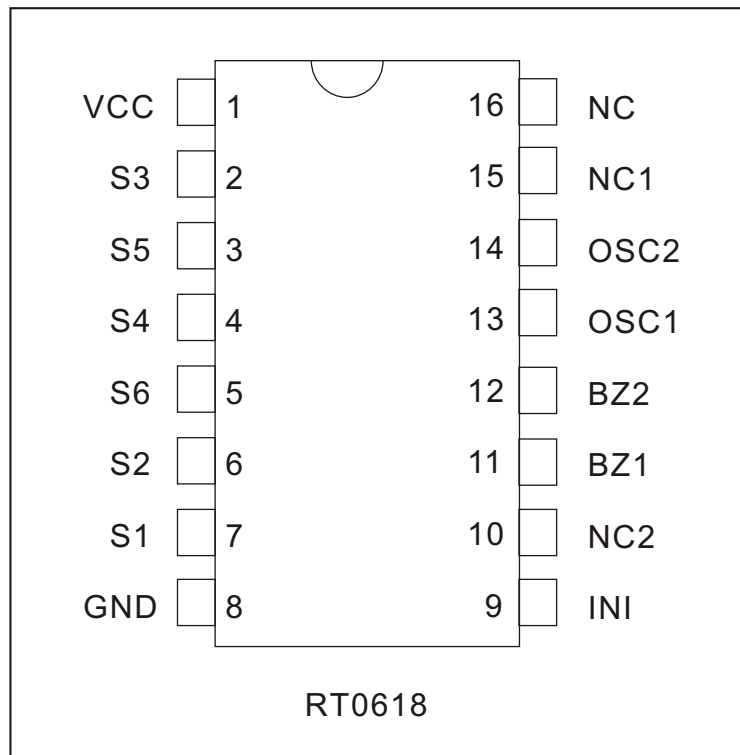 VCC 1 16 NC
S3 2 15 NC1
S5 3 14 OSC2
S4 4 13 OSC1
S6 5 12 BZ2
S2 6 11 BZ1
S1 7 10 NC2
GND 8 9 INI
RT0618